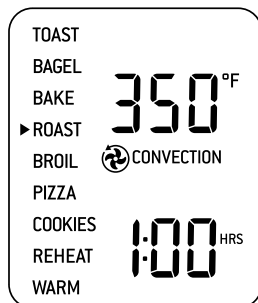 TOAST
BAGEL
BAKE
ROAST
BROIL
PIZZA
COOKIES
REHEAT
WARM
350°F
CONVECTION
1:00 HRS